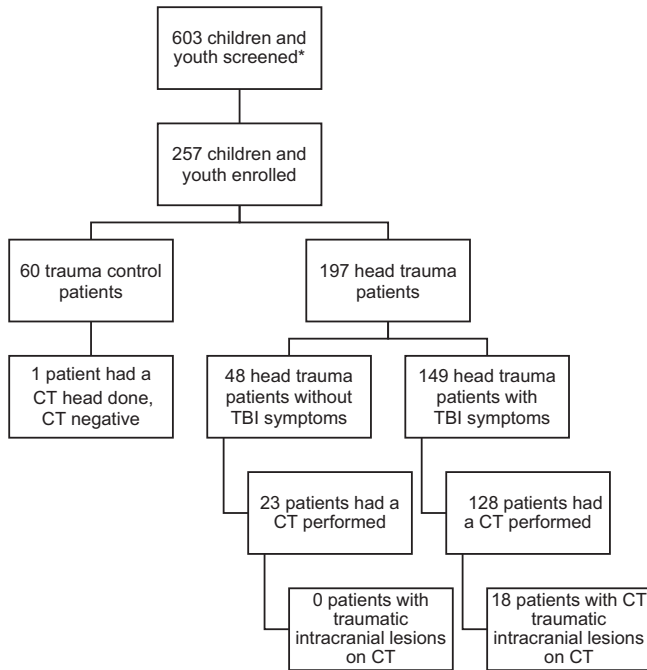 603 children and
youth screened*
257 children and
youth enrolled
60 trauma control
patients
197 head trauma
patients
1 patient had a
CT head done,
CT negative
48 head trauma
patients without
TBI symptoms
149 head trauma
patients with
TBI symptoms
23 patients had a
CT performed
128 patients had
a CT performed
0 patients with
traumatic
intracranial lesions
on CT
18 patients with CT
traumatic
intracranial lesions
on CT